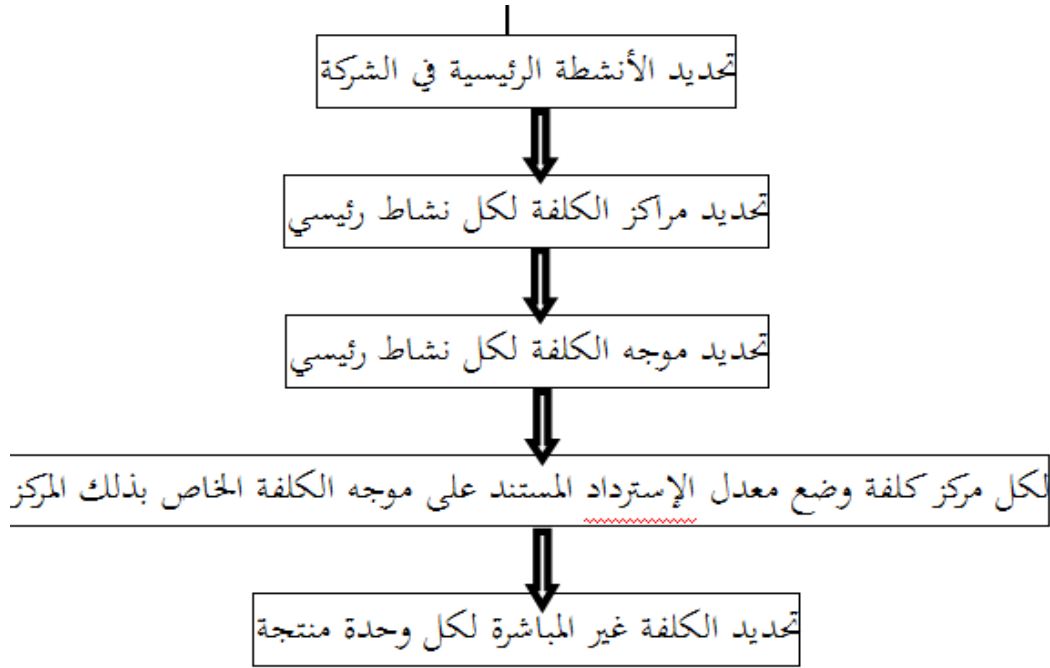 تحديد الأنشطة الرئيسية في الشركة
تحديد مراكز الكلفة لكل نشاط رئيسي
تحديد موجه الكلفة لكل نشاط رئيسي
لكل مركز كلفة وضع معدل الإسترداد المستند على موجه الكلفة الخاص بذلك المركز
تحديد الكلفة غير المباشرة لكل وحدة منتجة